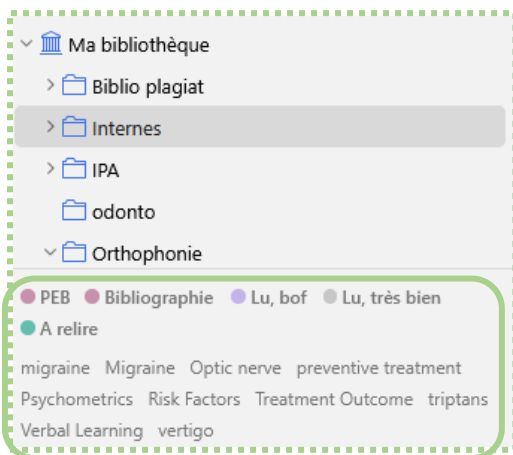 Ma bibliothèque
Biblio plagiat
Internes
IPA
odonto
Orthophonie
PEB Bibliographie Lu, bof Lu, très bien
A relire
migraine Migraine Optic nerve preventive treatment
Psychometrics Risk Factors Treatment Outcome triptans
Verbal Learning vertigo